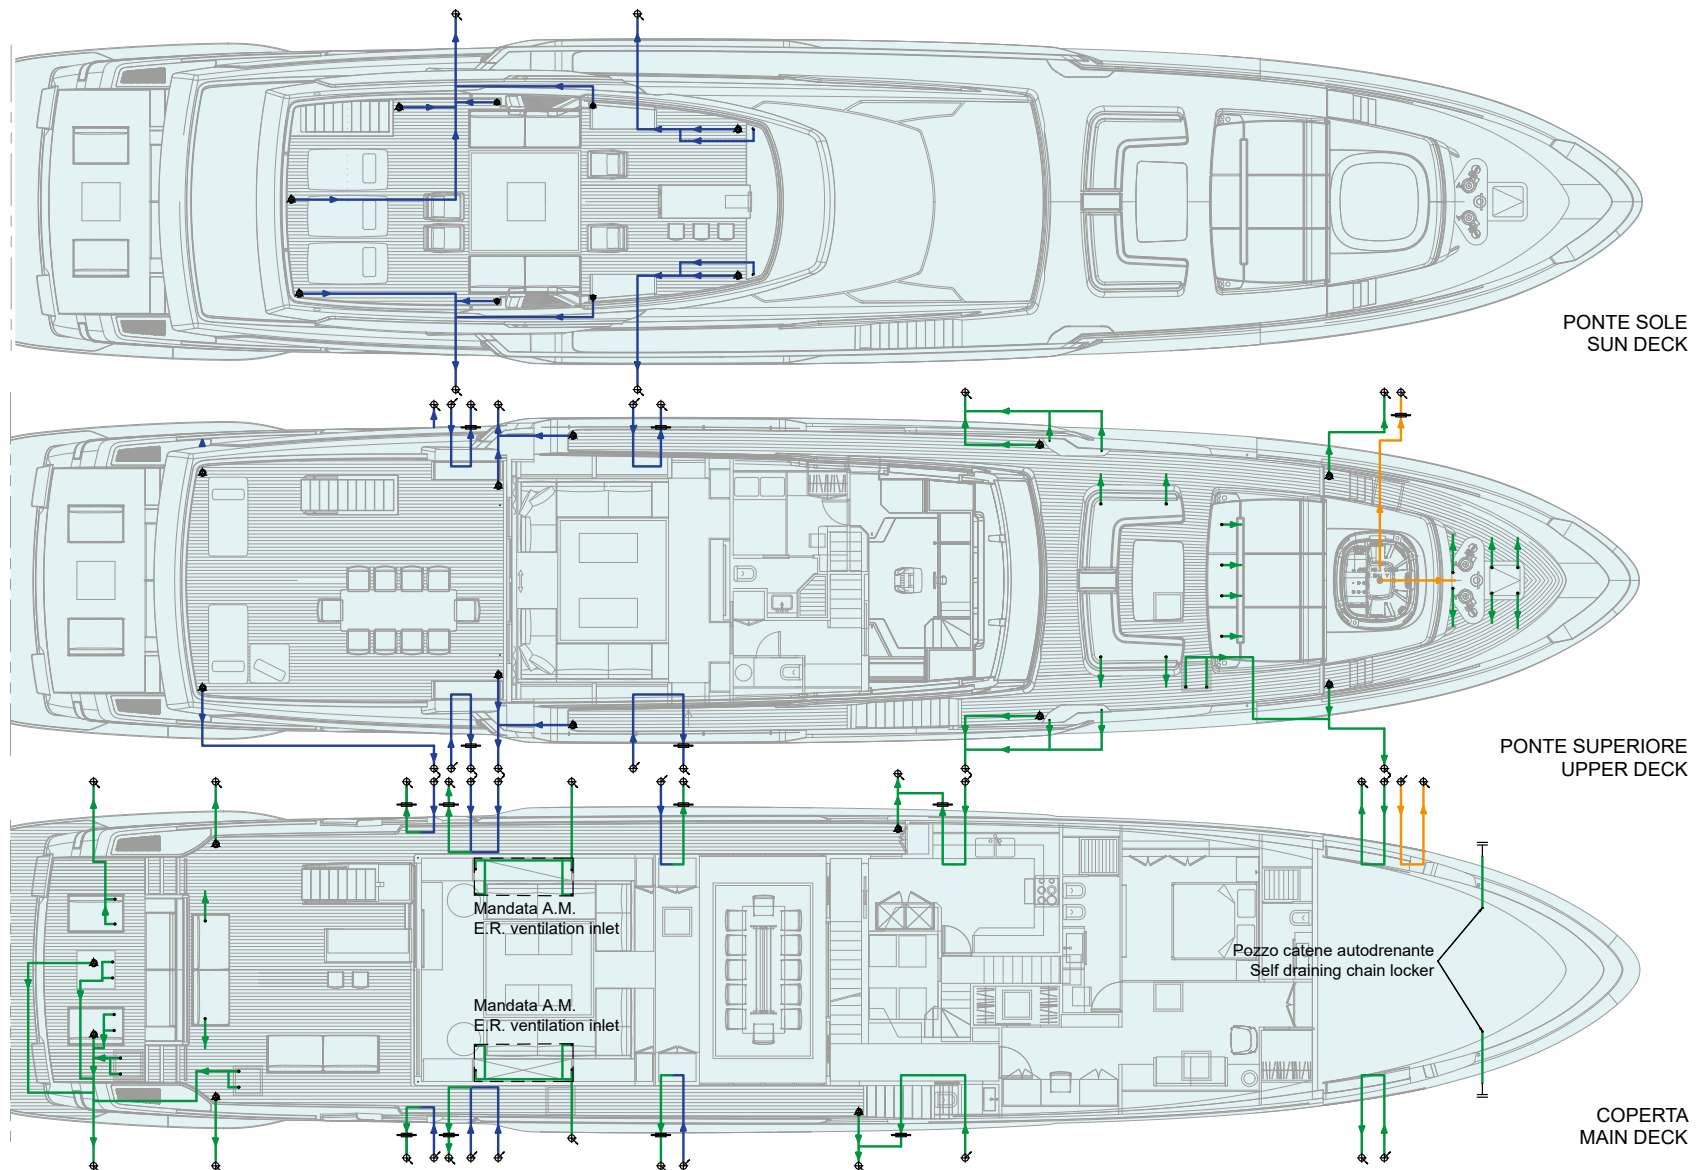 PONTE SOLE
SUN DECK
PONTE SUPERIORE
UPPER DECK
Mandata A.M.
E.R. ventilation inlet
Pozzo catene autodrenante
Self draining chain locker
Mandata A.M.
E.R. ventilation inlet
COPERTA
MAIN DECK